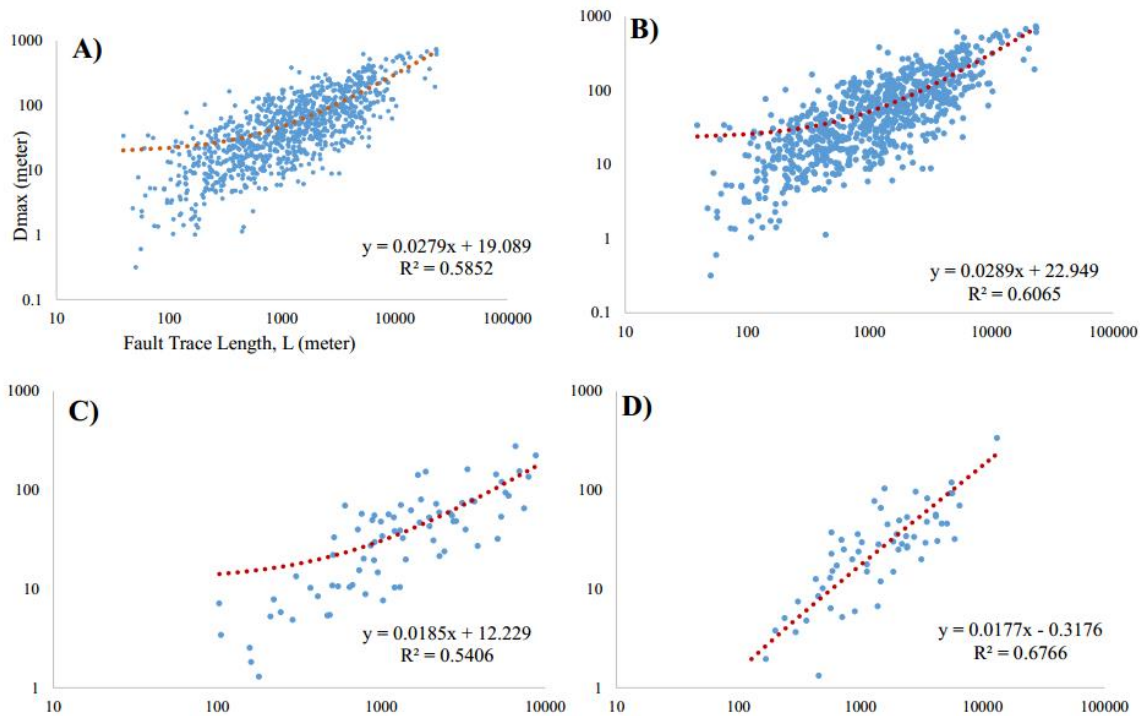 A)
1000
100
10
1
0.1
Dmax (meter)
y = 0.0279x + 19.089
R² = 0.5852
10 100 1000 10000 100000
Fault Trace Length, L (meter)
B)
1000
100
10
1
0.1
y = 0.0289x + 22.949
R² = 0.6065
10 100 1000 10000 100000
C)
1000
100
10
1
y = 0.0185x + 12.229
R² = 0.5406
10 100 1000 10000
D)
1000
100
10
1
y = 0.0177x - 0.3176
R² = 0.6766
10 100 1000 10000 100000